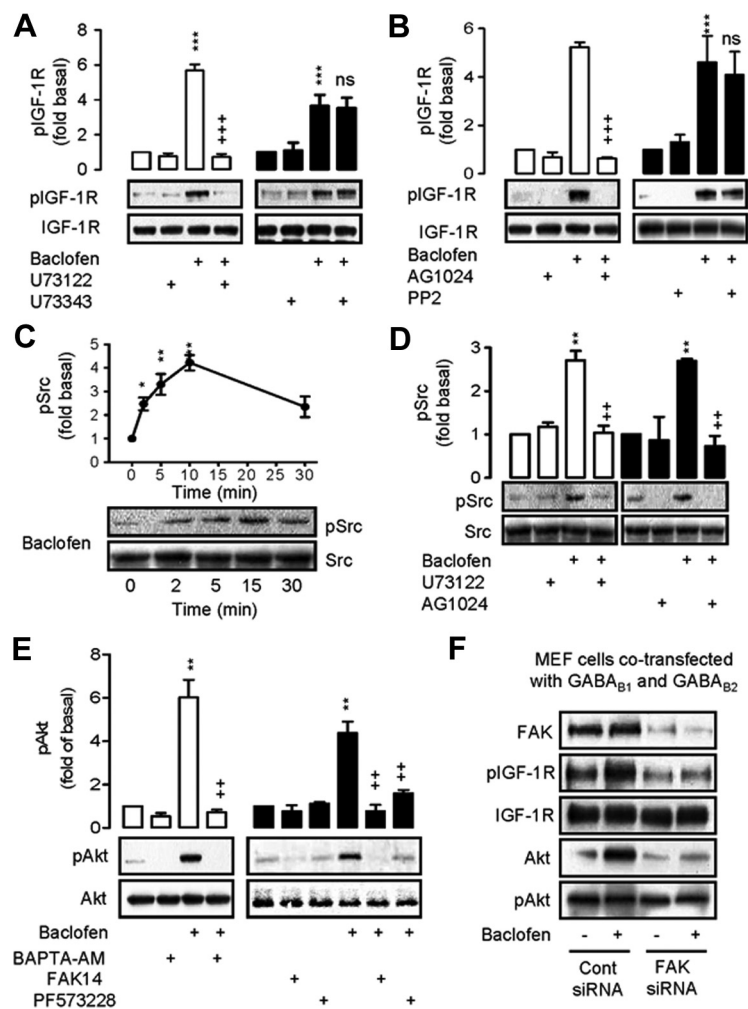 A
pIGF-1R
(fold basal)
8
6
4
2
0
***
+++
***
ns
pIGF-1R
IGF-1R
Baclofen + + + +
U73122 + +
U73343 + +
B
pIGF-1R
(fold basal)
6
4
2
0
+++
***
ns
pIGF-1R
IGF-1R
Baclofen + + + +
AG1024 + +
PP2 + +
C
pSrc
(fold basal)
5
4
3
2
1
0
*
**
**
0 5 10 15 20 25 30
Time (min)
Baclofen
pSrc
Src
0 2 5 15 30
Time (min)
D
pSrc
(fold basal)
3
2
1
0
**
++
**
++
pSrc
Src
Baclofen + + + +
U73122 + +
AG1024 + +
E
pAkt
(fold of basal)
8
6
4
2
0
**
++
**
++
++
pAkt
Akt
Baclofen + + + + +
BAPTA-AM + +
FAK14 + +
PF573228 + +
F
MEF cells co-transfected
with GABAB1 and GABAB2
FAK
pIGF-1R
IGF-1R
Akt
pAkt
Baclofen - + - +
Cont
siRNA
FAK
siRNA